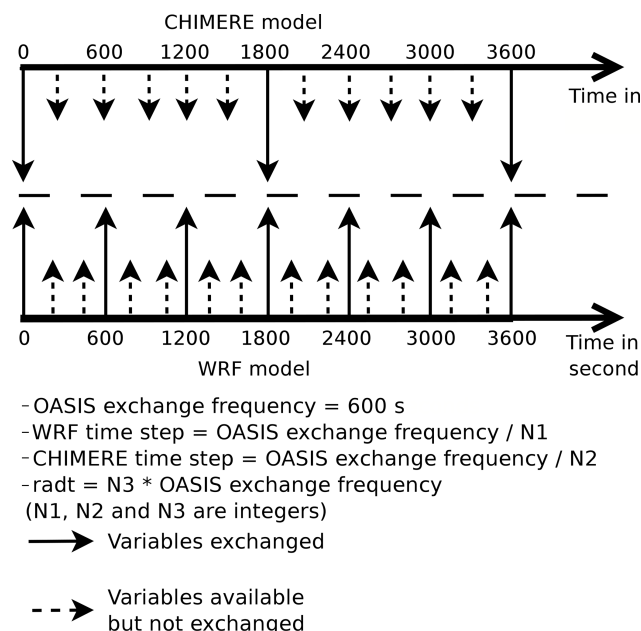 CHIMERE model
0 600 1200 1800 2400 3000 3600
Time in
0 600 1200 1800 2400 3000 3600
Time in
second
WRF model
-OASIS exchange frequency = 600 s
-WRF time step = OASIS exchange frequency / N1
-CHIMERE time step = OASIS exchange frequency / N2
-radt = N3 * OASIS exchange frequency
(N1, N2 and N3 are integers)
Variables exchanged
Variables available
but not exchanged